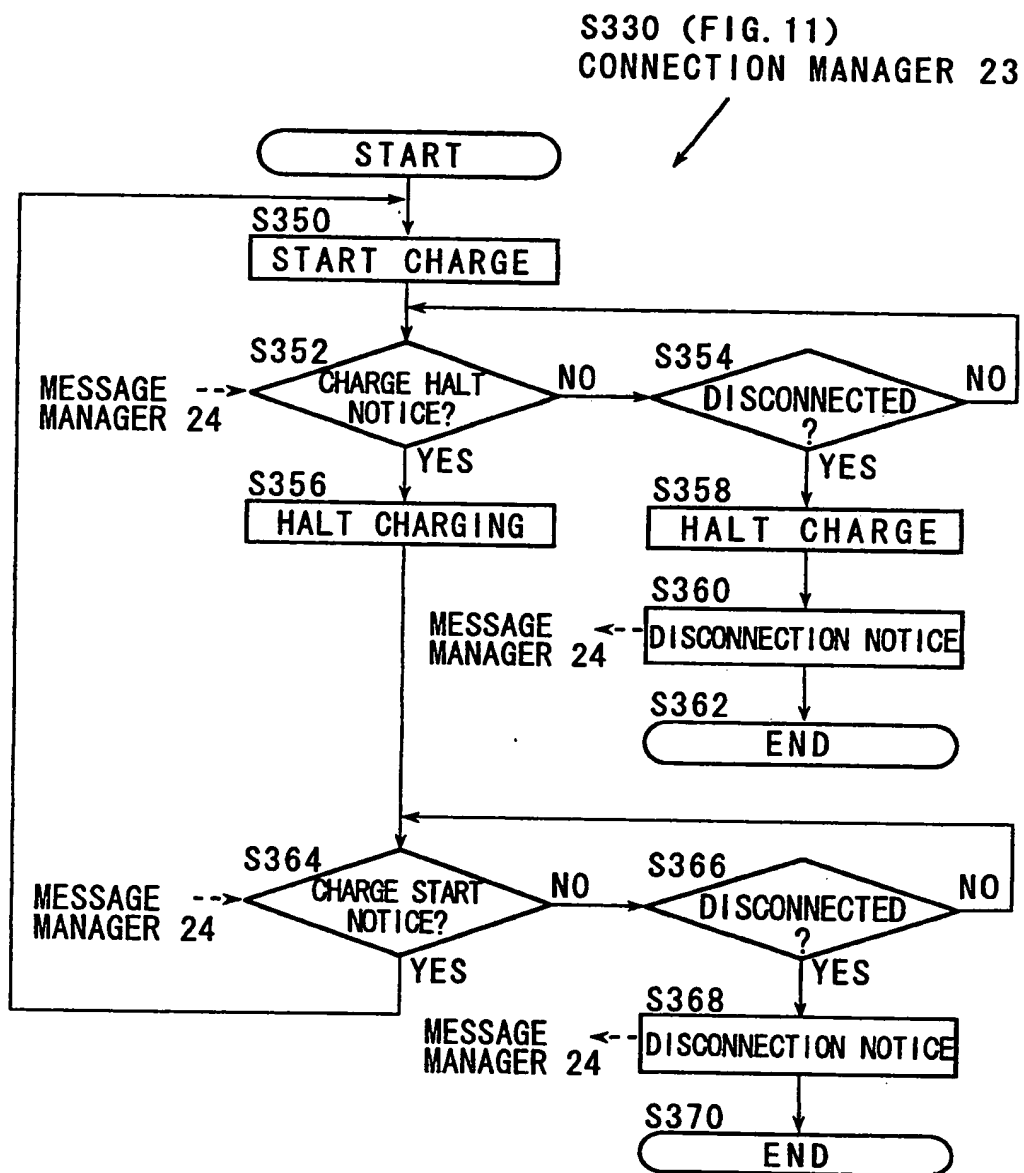 S330 (FIG. 11)
CONNECTION MANAGER 23
START
S350
START CHARGE
S352
CHARGE HALT
NOTICE?
MESSAGE
MANAGER 24
NO
YES
S354
DISCONNECTED
?
NO
YES
S356
HALT CHARGING
S358
HALT CHARGE
S360
DISCONNECTION NOTICE
MESSAGE
MANAGER 24
S362
END
S364
CHARGE START
NOTICE?
MESSAGE
MANAGER 24
NO
YES
S366
DISCONNECTED
?
NO
YES
S368
DISCONNECTION NOTICE
MESSAGE
MANAGER 24
S370
END